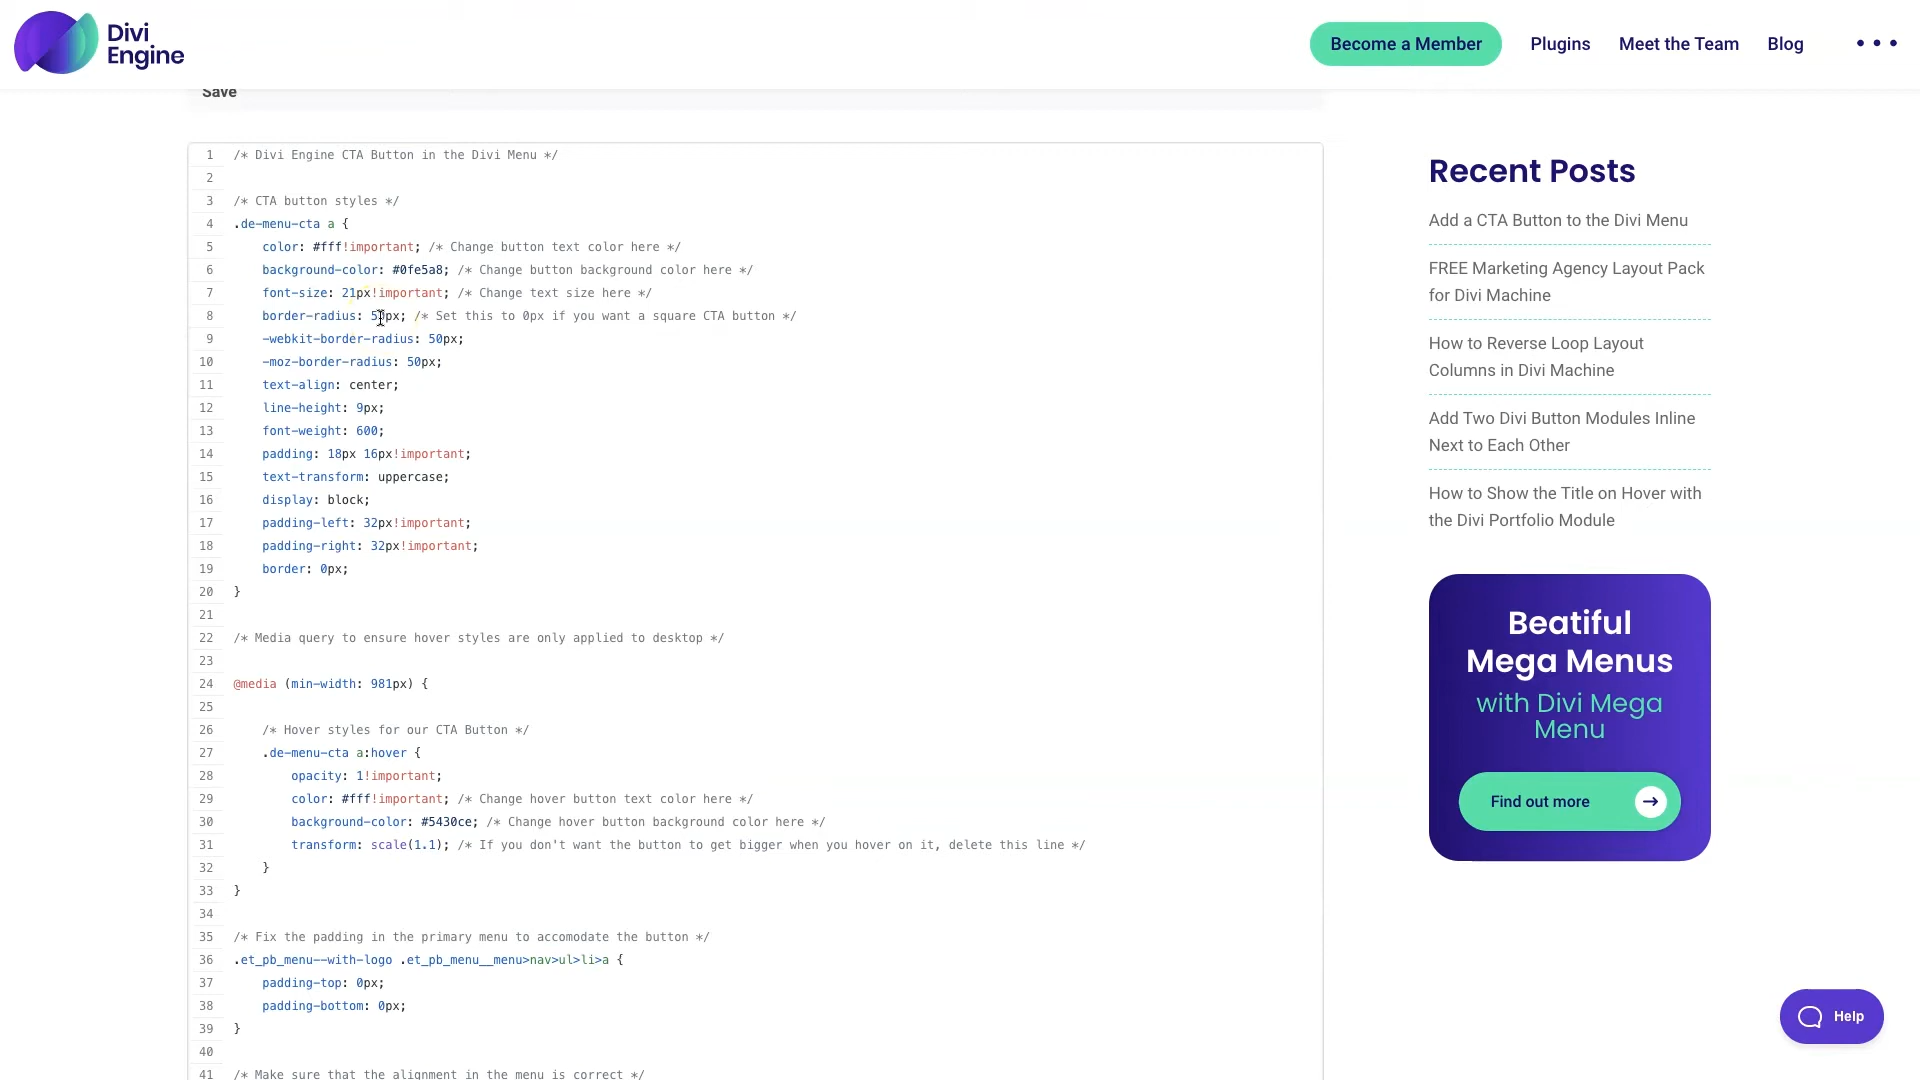 Divi
Engine
Become a Member
Plugins
Meet the Team
Blog
Save
1 /* Divi Engine CTA Button in the Divi Menu */
2
3 /* CTA button styles */
4 .de-menu-cta a {
5 color: #fff!important; /* Change button text color here */
6 background-color: #0fe5a8; /* Change button background color here */
7 font-size: 21px!important; /* Change text size here */
8 border-radius: 50px; /* Set this to 0px if you want a square CTA button */
9 -webkit-border-radius: 50px;
10 -moz-border-radius: 50px;
11 text-align: center;
12 line-height: 9px;
13 font-weight: 600;
14 padding: 18px 16px!important;
15 text-transform: uppercase;
16 display: block;
17 padding-left: 32px!important;
18 padding-right: 32px!important;
19 border: 0px;
20 }
21
22 /* Media query to ensure hover styles are only applied to desktop */
23
24 @media (min-width: 981px) {
25
26 /* Hover styles for our CTA Button */
27 .de-menu-cta a:hover {
28 opacity: 1!important;
29 color: #fff!important; /* Change hover button text color here */
30 background-color: #5430ce; /* Change hover button background color here */
31 transform: scale(1.1); /* If you don't want the button to get bigger when you hover on it, delete this line */
32 }
33 }
34
35 /* Fix the padding in the primary menu to accomodate the button */
36 .et_pb_menu--with-logo .et_pb_menu__menu>nav>ul>li>a {
37 padding-top: 0px;
38 padding-bottom: 0px;
39 }
40
41 /* Make sure that the alignment in the menu is correct */
Recent Posts
Add a CTA Button to the Divi Menu
FREE Marketing Agency Layout Pack
for Divi Machine
How to Reverse Loop Layout
Columns in Divi Machine
Add Two Divi Button Modules Inline
Next to Each Other
How to Show the Title on Hover with
the Divi Portfolio Module
Beatiful
Mega Menus
with Divi Mega
Menu
Find out more
Help